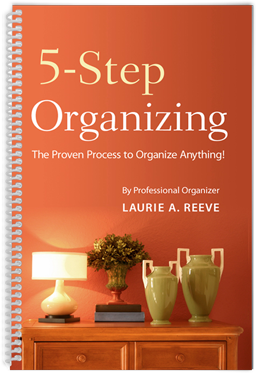 5-Step
Organizing
The Proven Process to Organize Anything!
By Professional Organizer
LAURIE A. REEVE